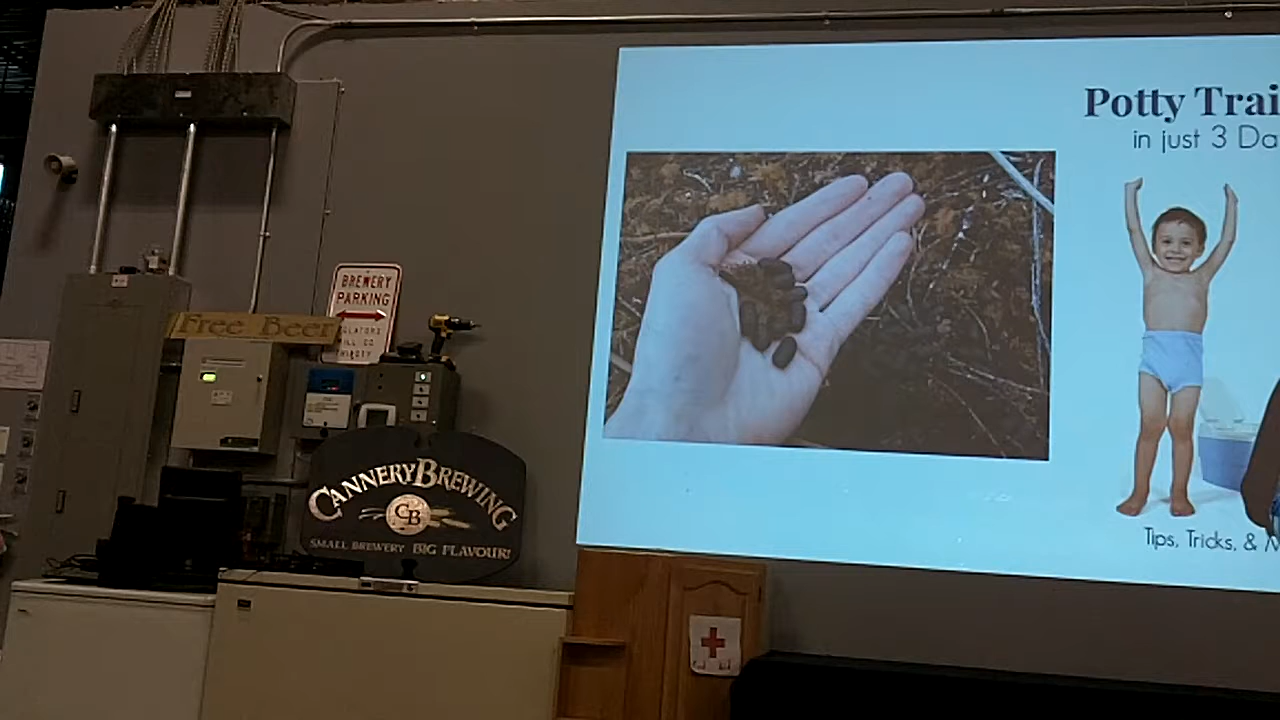 Potty Trai
in just 3 Da
BREWERY
PARKING
Free Beer
CANNERY BREWING
CB
SMALL BREWERY BIG FLAVOUR!
Tips, Tricks, &